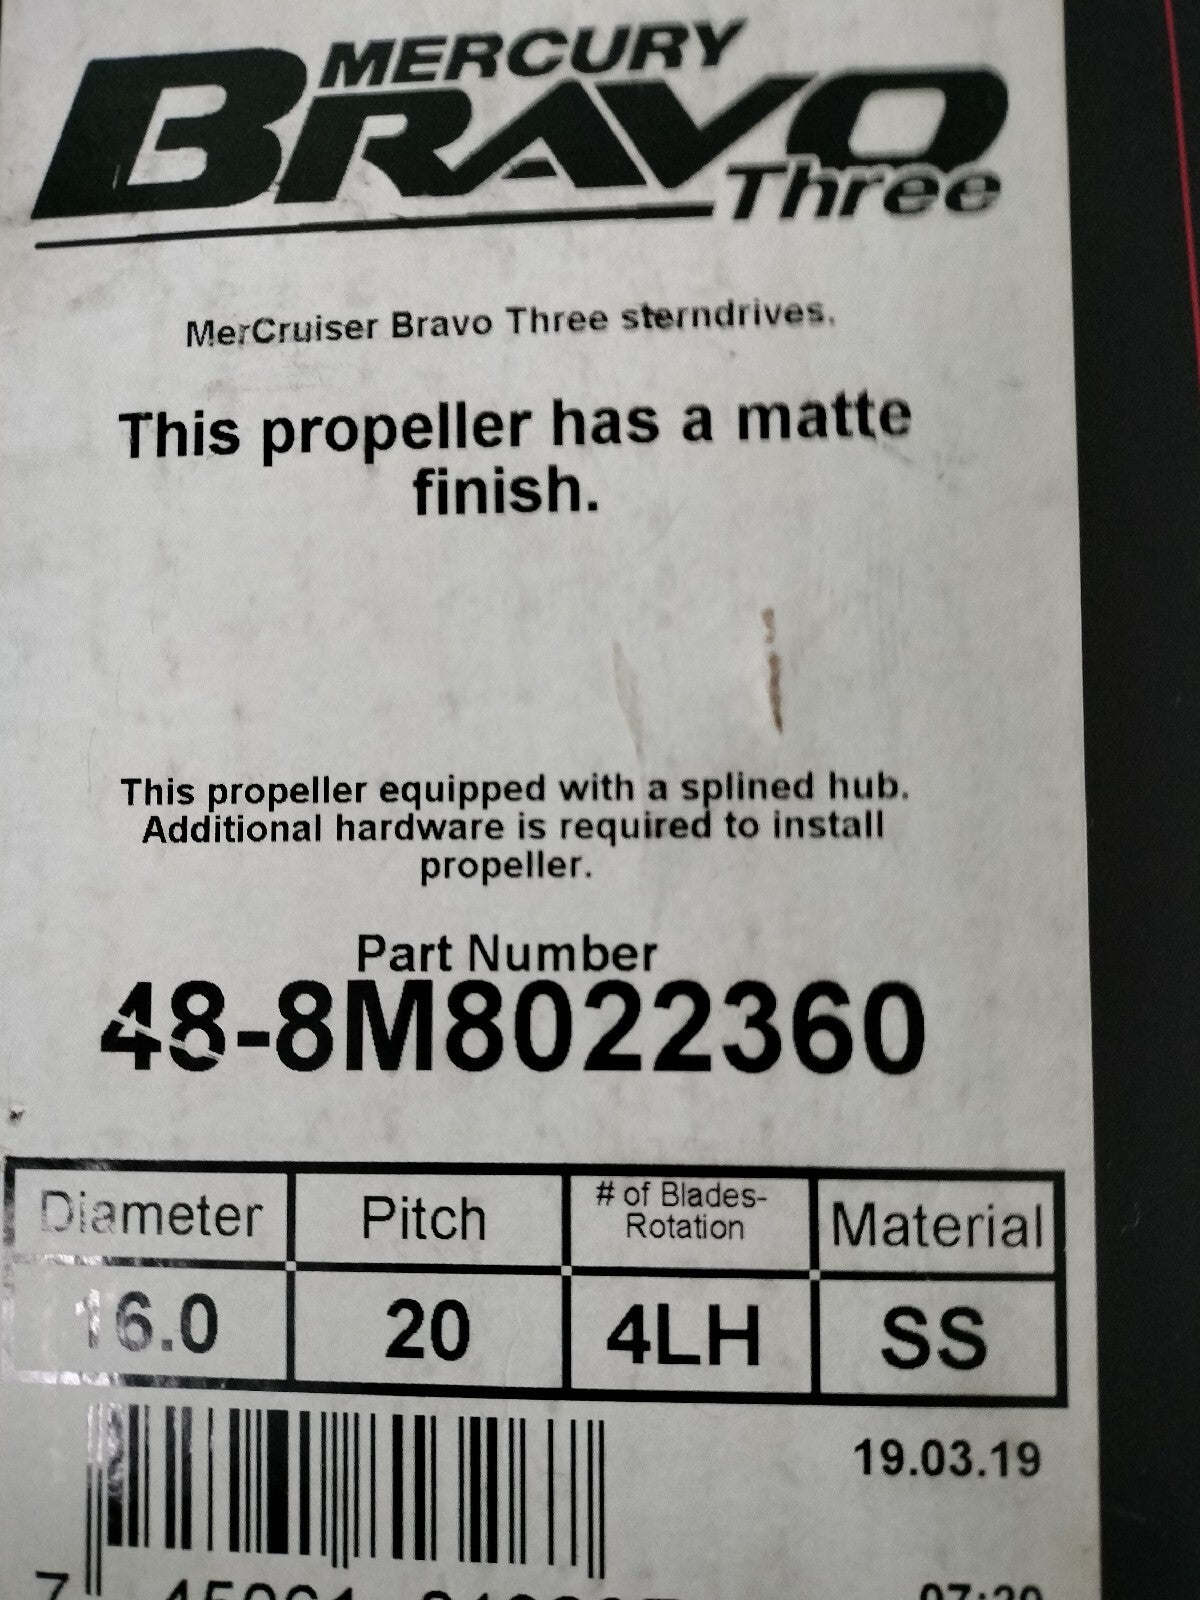 MERCURY
BRAVO
Three
MerCruiser Bravo Three sterndrives.
This propeller has a matte
finish.
This propeller equipped with a splined hub.
Additional hardware is required to install
propeller.
Part Number
48-8M8022360
Diameter Pitch # of Blades-Rotation Material
16.0 20 4LH SS
19.03.19